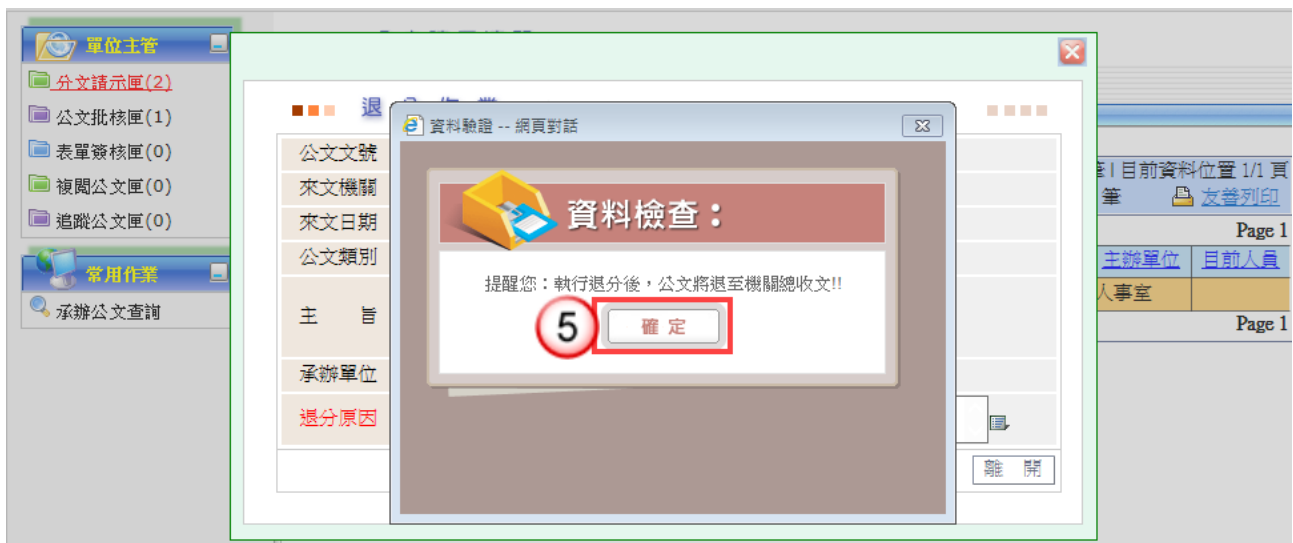 單位主管
分文請示匣(2)
公文批核匣(1)
表單簽核匣(0)
複閱公文匣(0)
追蹤公文匣(0)
常用作業
承辦公文查詢
退
公文文號
來文機關
來文日期
公文類別
主 旨
承辦單位
退分原因
資料驗證 -- 網頁對話
資料檢查：
提醒您：執行退分後，公文將退至機關總收文!!
5
確定
離 開
目前資料位置 1/1 頁
筆 友善列印
Page 1
主辦單位 目前人員
人事室
Page 1